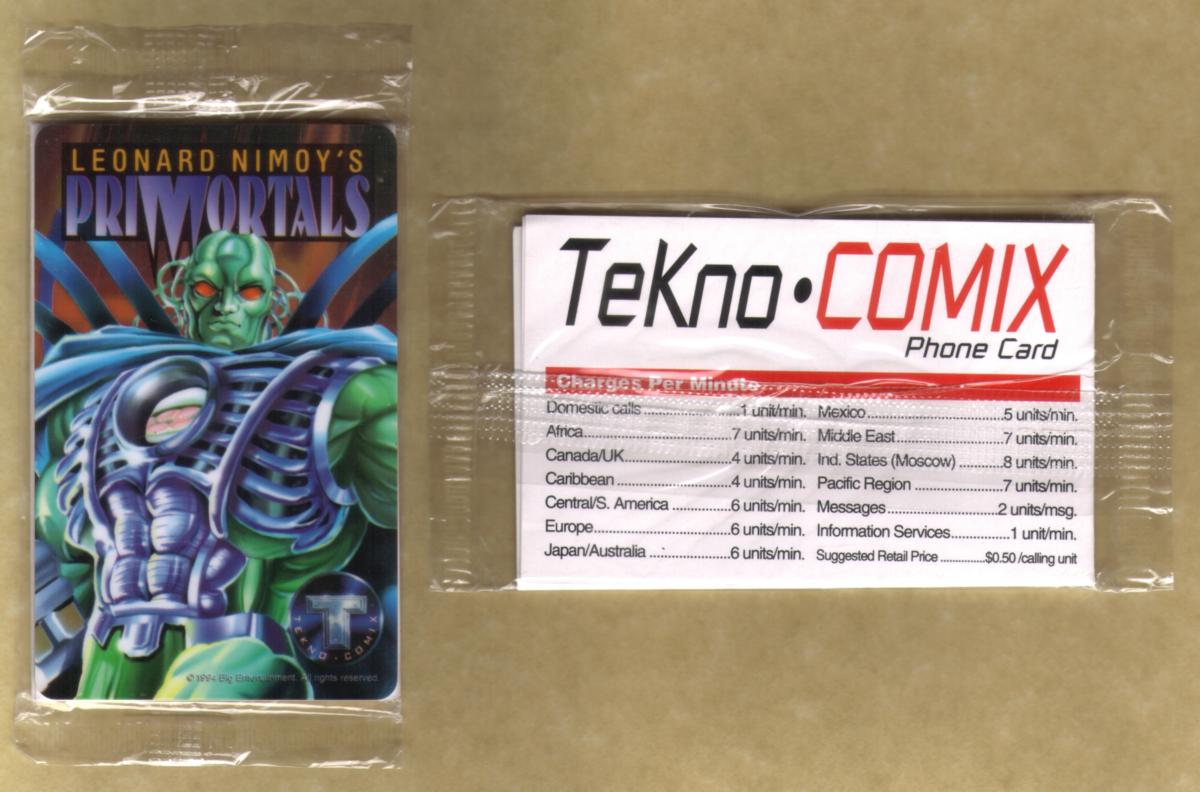 LEONARD NIMOY'S
PRIMORTALS
T
TEKNO•COMIX
©1994 Big Entertainment. All rights reserved.
TeKno•COMIX
Phone Card
Charges Per Minute
Domestic calls ..................1 unit/min.
Africa............................7 units/min.
Canada/UK....................4 units/min.
Caribbean .....................4 units/min.
Central/S. America .........6 units/min.
Europe..........................6 units/min.
Japan/Australia ..............6 units/min.
Mexico..........................5 units/min.
Middle East....................7 units/min.
Ind. States (Moscow) .......8 units/min.
Pacific Region ................7 units/min.
Messages......................2 units/msg.
Information Services..........1 unit/min.
Suggested Retail Price ............$0.50 /calling unit